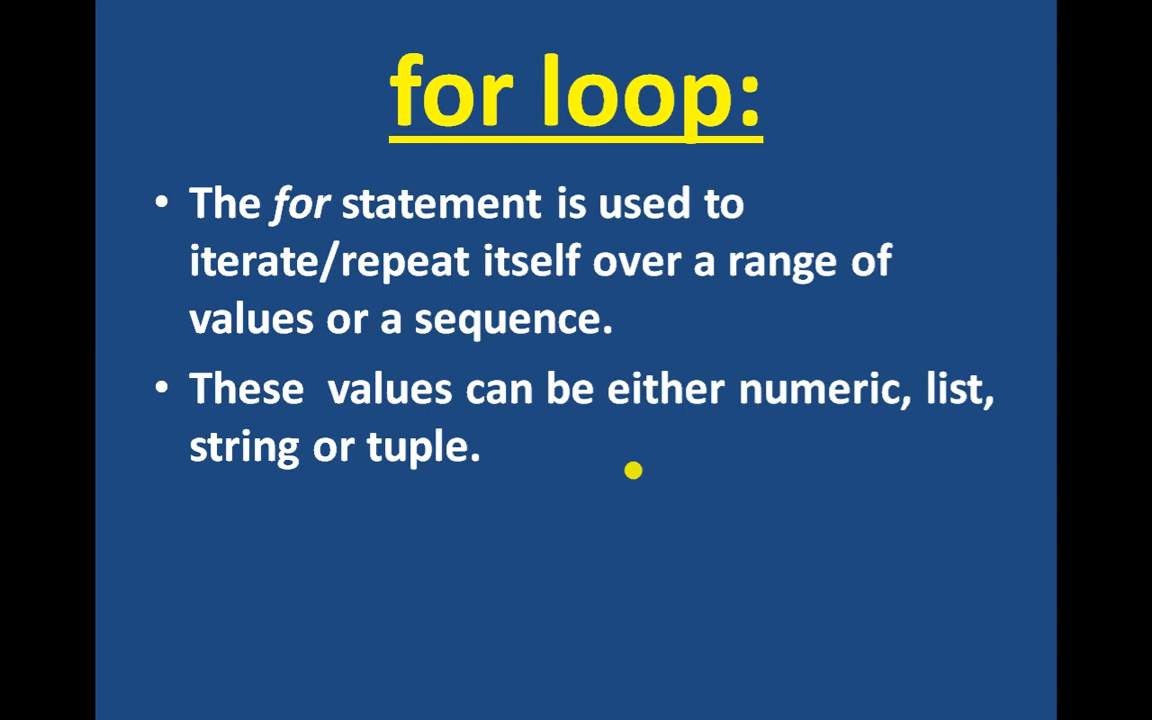 for loop:
• The for statement is used to
iterate/repeat itself over a range of
values or a sequence.
• These  values can be either numeric, list,
string or tuple.